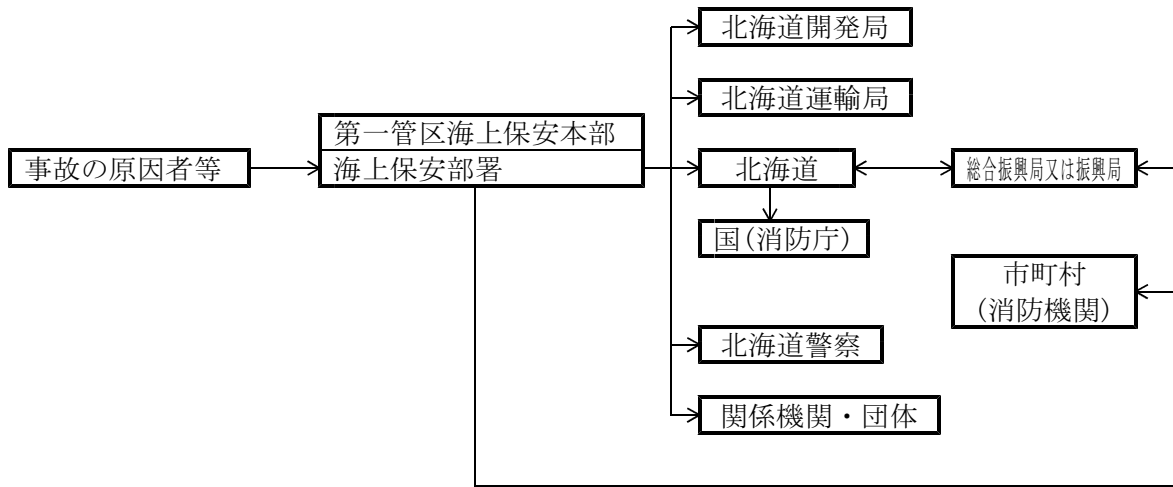 北海道開発局
北海道運輸局
第一管区海上保安本部
事故の原因者等
海上保安部署
北海道
総合振興局又は振興局
国(消防庁)
市町村
(消防機関)
北海道警察
関係機関・団体